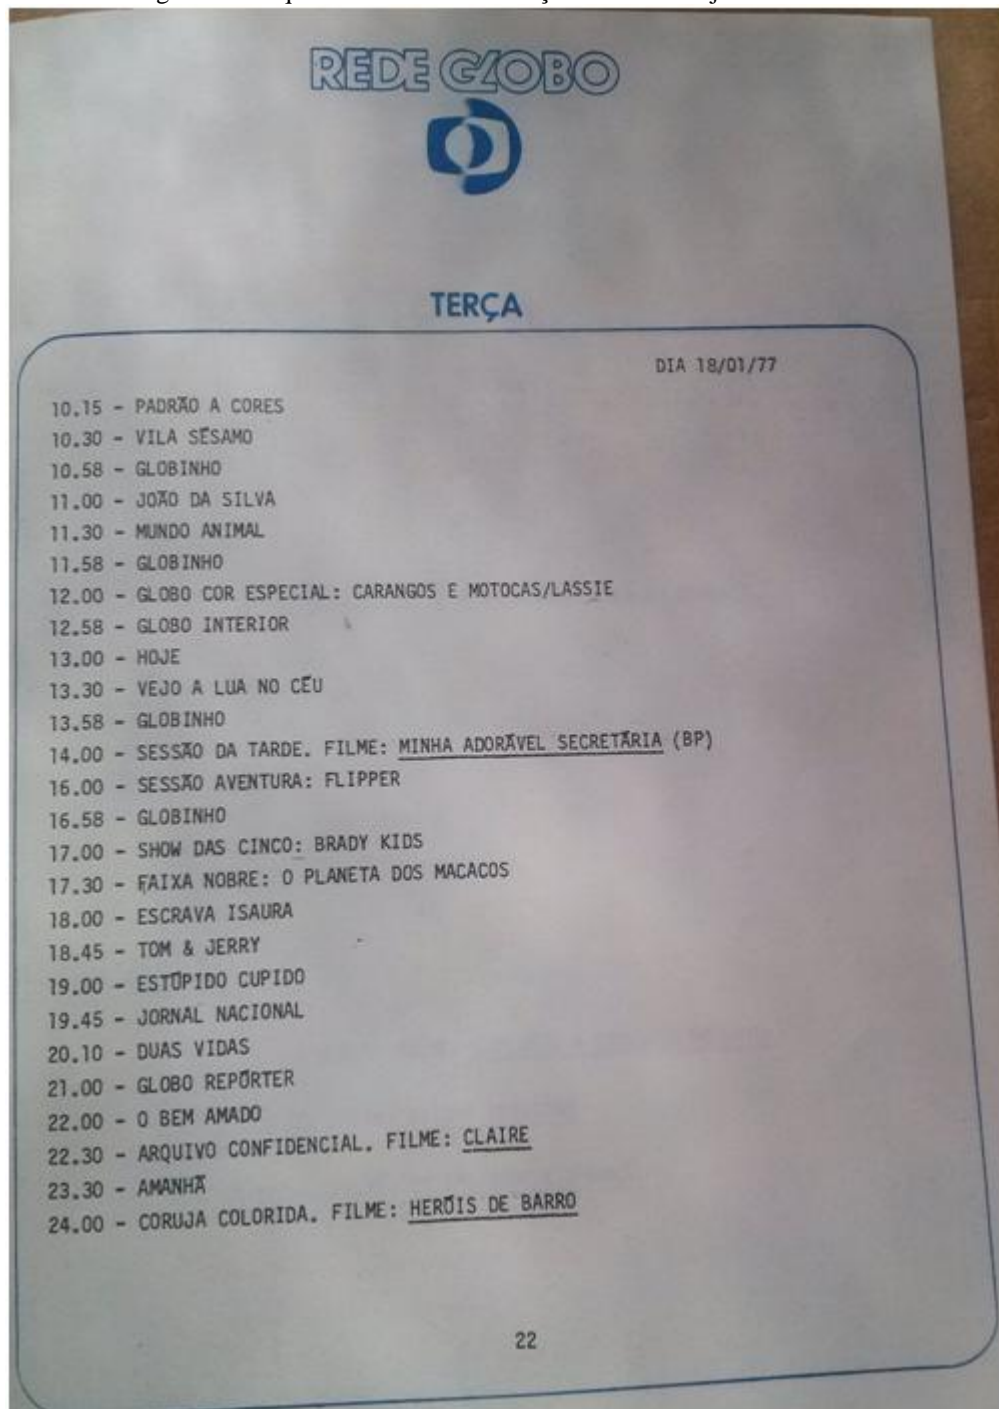 REDE GLOBO
TERÇA
DIA 18/01/77
10.15 - PADRÃO A CORES
10.30 - VILA SÉSAMO
10.58 - GLOBINHO
11.00 - JOÃO DA SILVA
11.30 - MUNDO ANIMAL
11.58 - GLOBINHO
12.00 - GLOBO COR ESPECIAL: CARANGOS E MOTOCAS/LASSIE
12.58 - GLOBO INTERIOR
13.00 - HOJE
13.30 - VEJO A LUA NO CÉU
13.58 - GLOBINHO
14.00 - SESSÃO DA TARDE. FILME: MINHA ADORÁVEL SECRETÁRIA (BP)
16.00 - SESSÃO AVENTURA: FLIPPER
16.58 - GLOBINHO
17.00 - SHOW DAS CINCO: BRADY KIDS
17.30 - FAIXA NOBRE: O PLANETA DOS MACACOS
18.00 - ESCRAVA ISAURA
18.45 - TOM & JERRY
19.00 - ESTÚPIDO CUPIDO
19.45 - JORNAL NACIONAL
20.10 - DUAS VIDAS
21.00 - GLOBO REPÓRTER
22.00 - O BEM AMADO
22.30 - ARQUIVO CONFIDENCIAL. FILME: CLAIRE
23.30 - AMANHÃ
24.00 - CORUJA COLORIDA. FILME: HERÓIS DE BARRO
22